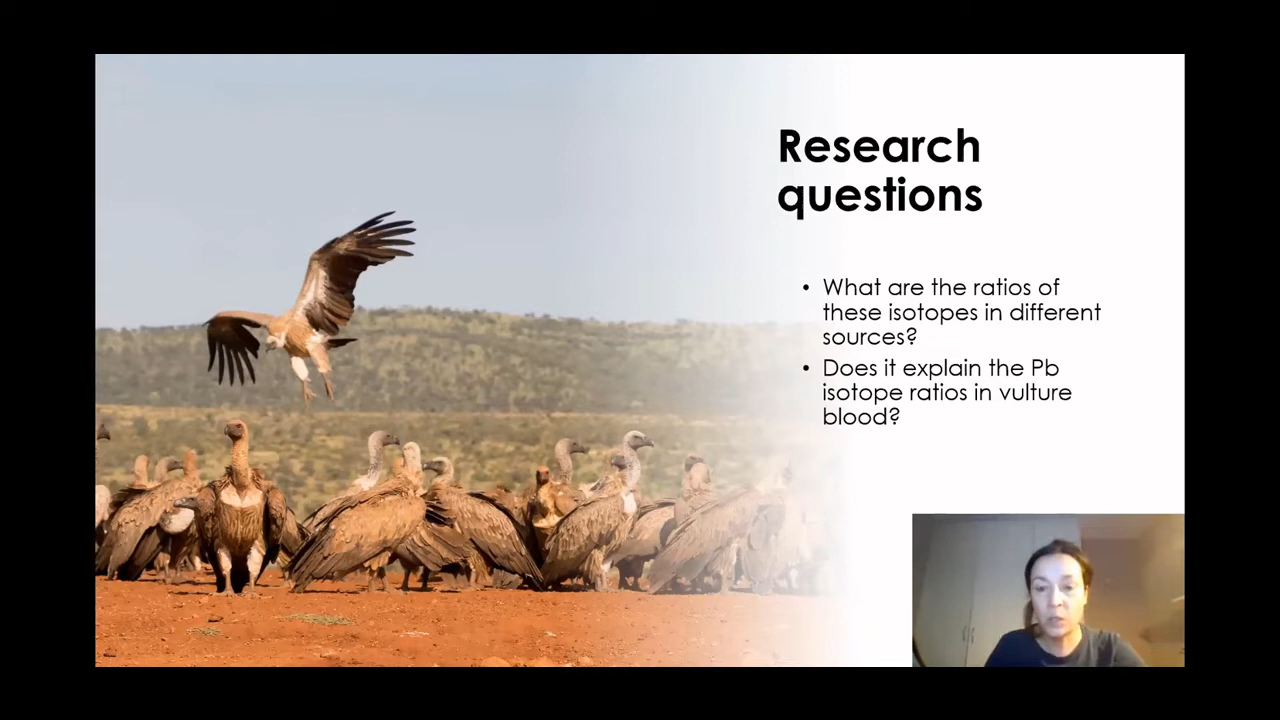 Research
questions
• What are the ratios of
these isotopes in different
sources?
• Does it explain the Pb
isotope ratios in vulture
blood?